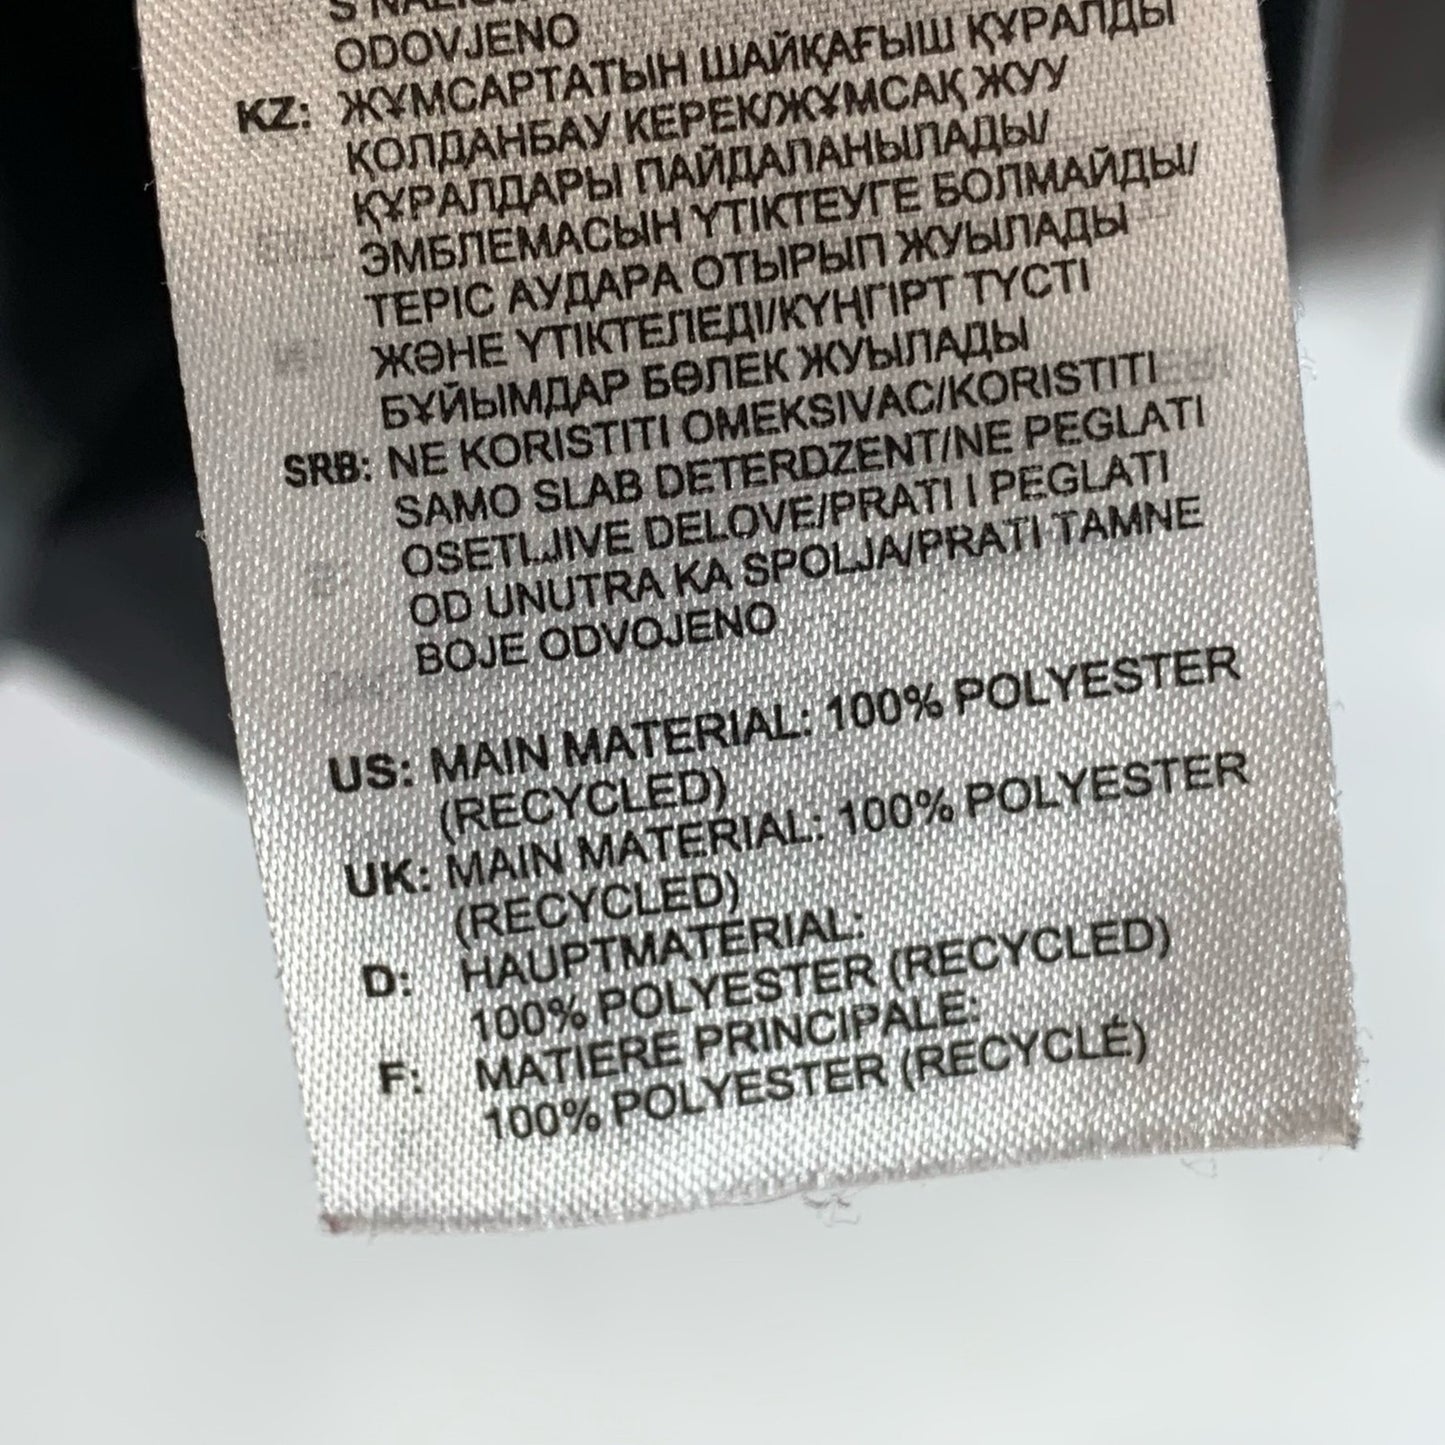 ODOVJENO
KZ: ЖҰМСАРТАТЫН ШАЙҚАҒЫШ ҚҰРАЛДЫ
ҚОЛДАНБАУ КЕРЕК/ЖҰМСАҚ ЖУУ
ҚҰРАЛДАРЫ ПАЙДАЛАНЫЛАДЫ/
ЭМБЛЕМАСЫН ҮТІКТЕУГЕ БОЛМАЙДЫ/
ТЕРІС АУДАРА ОТЫРЫП ЖУЫЛАДЫ
ЖӘНЕ ҮТІКТЕЛЕДІ/КҮҢГІРТ ТҮСТІ
БҰЙЫМДАР БӨЛЕК ЖУЫЛАДЫ
SRB: NE KORISTITI OMEKSIVAC/KORISTITI
SAMO SLAB DETERDZENT/NE PEGLATI
OSETLJIVE DELOVE/PRATI I PEGLATI
OD UNUTRA KA SPOLJA/PRATI TAMNE
BOJE ODVOJENO
US: MAIN MATERIAL: 100% POLYESTER
(RECYCLED)
UK: MAIN MATERIAL: 100% POLYESTER
(RECYCLED)
D: HAUPTMATERIAL:
100% POLYESTER (RECYCLED)
F: MATIERE PRINCIPALE:
100% POLYESTER (RECYCLÉ)